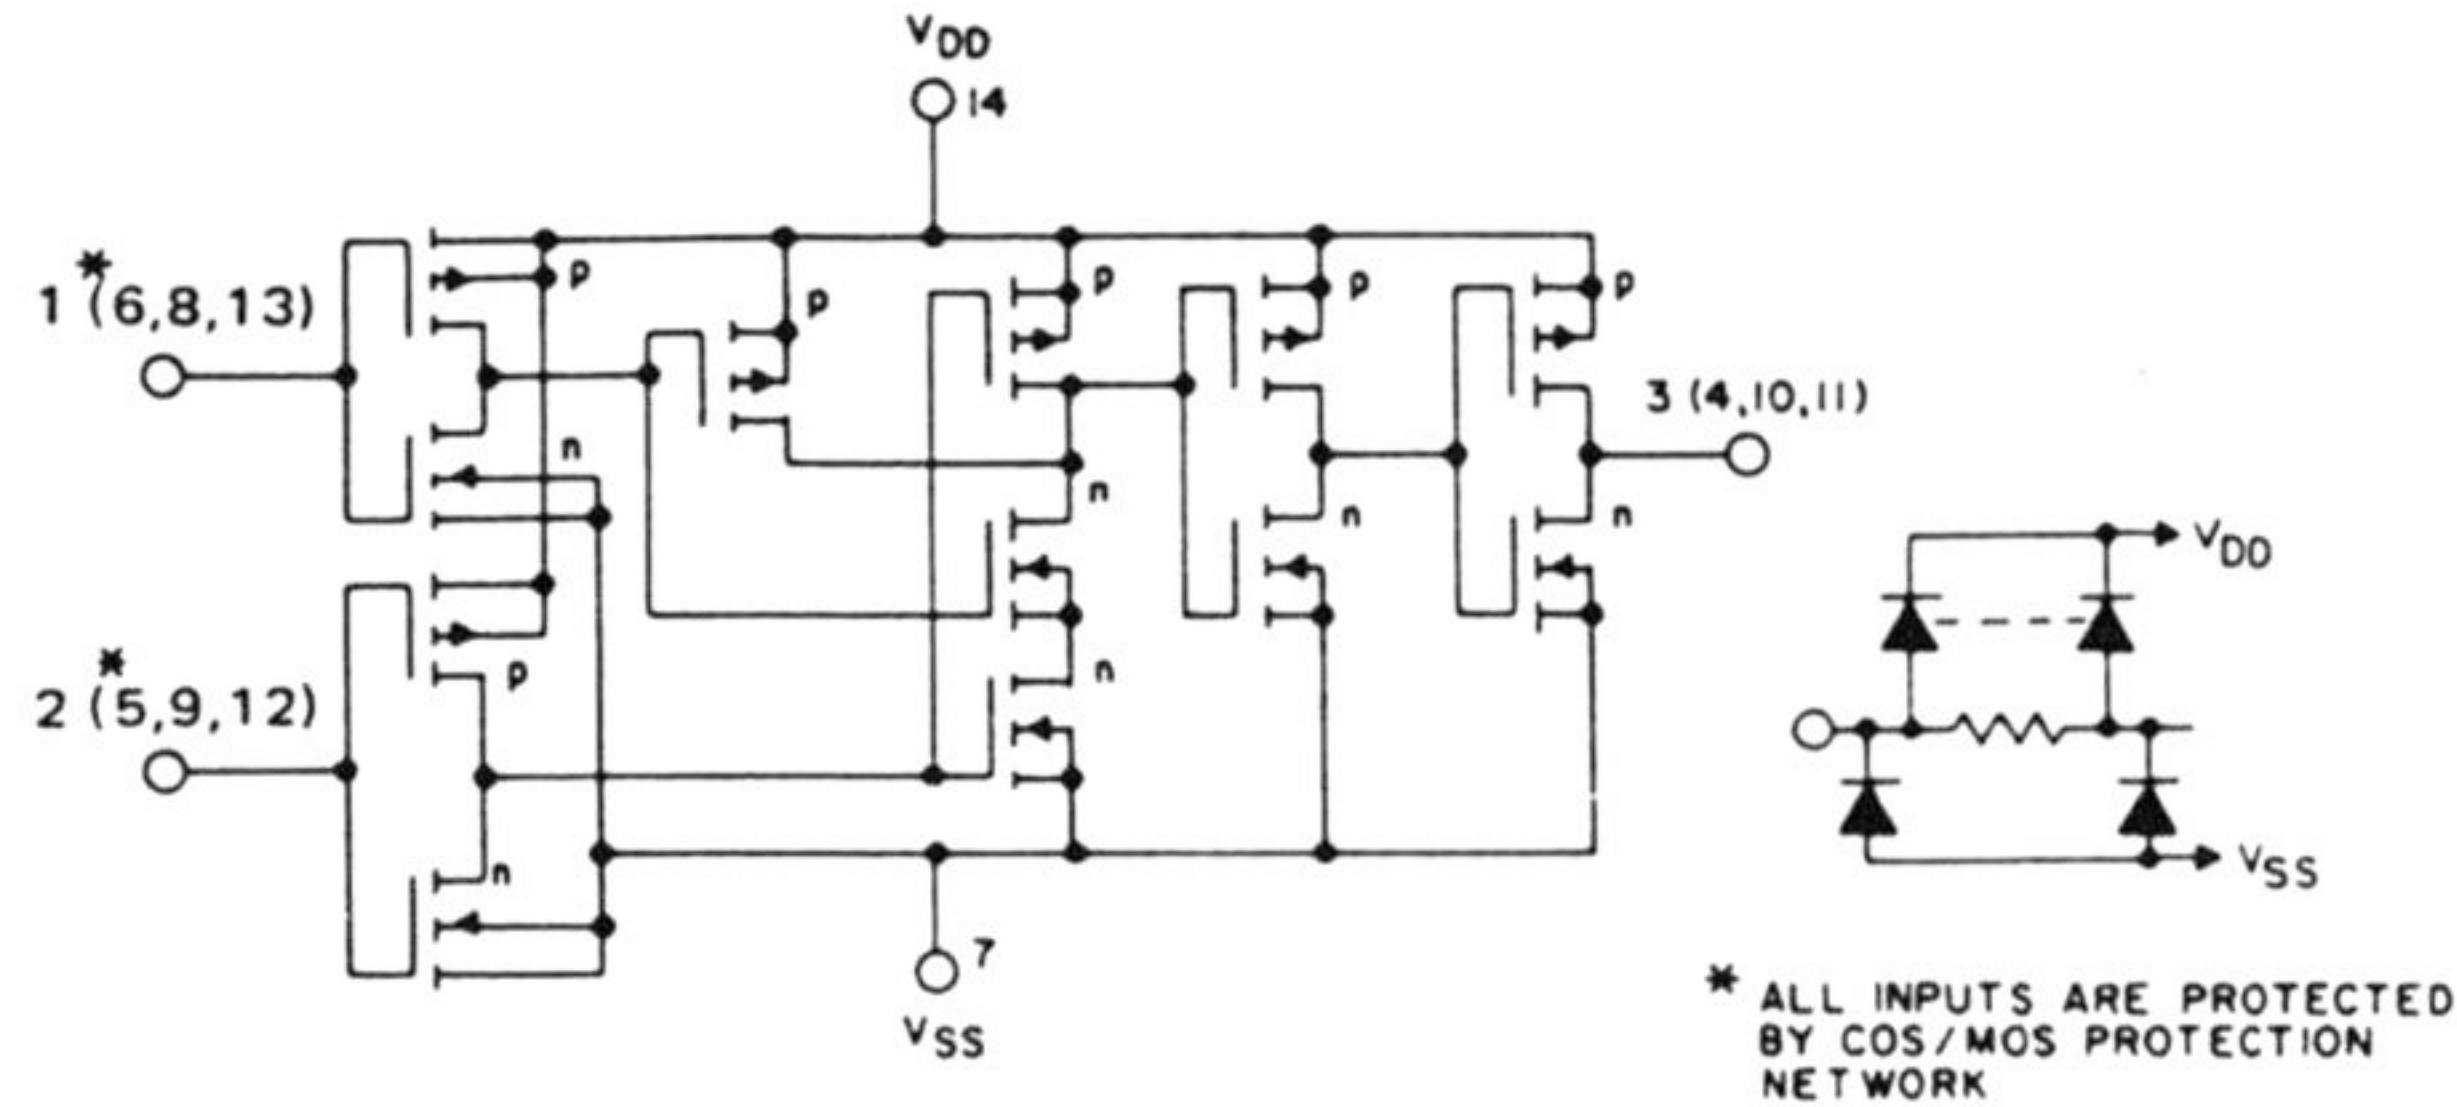 VDD
14
* 1 (6,8,13)
p
p
p
p
p
n
3 (4,10,11)
n
n
n
n
VDD
* 2 (5,9,12)
p
n
n
7
VSS
VSS
* ALL INPUTS ARE PROTECTED
BY COS/MOS PROTECTION
NETWORK